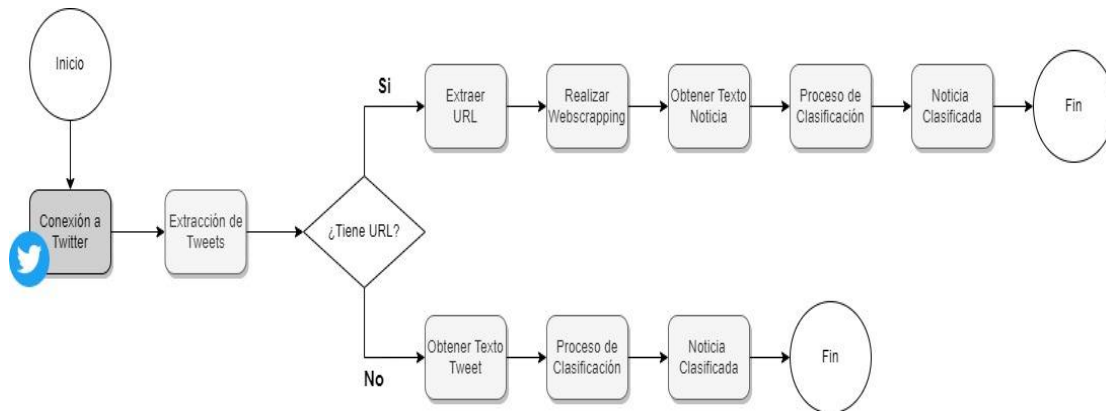 Inicio
Conexión a
Twitter
Extracción de
Tweets
¿Tiene URL?
Si
Extraer
URL
Realizar
Webscrapping
Obtener Texto
Noticia
Proceso de
Clasificación
Noticia
Clasificada
Fin
No
Obtener Texto
Tweet
Proceso de
Clasificación
Noticia
Clasificada
Fin